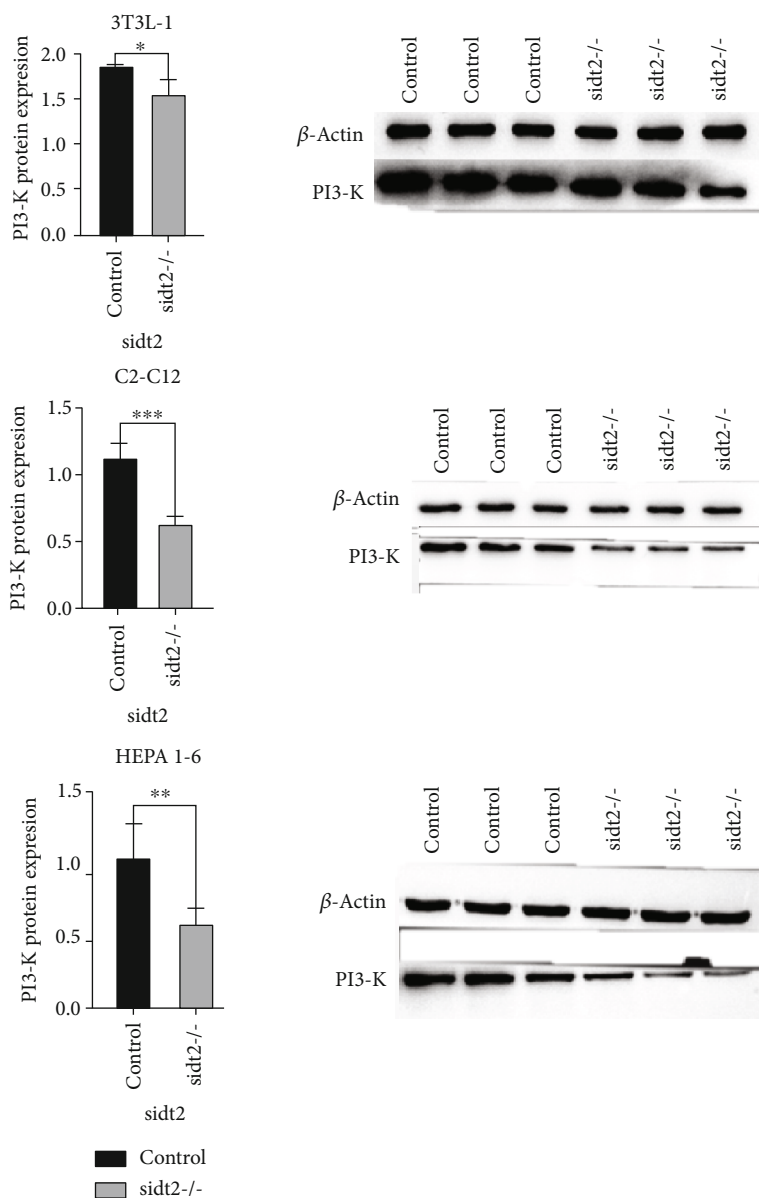 3T3L-1
*
2.0
1.5
1.0
0.5
0.0
PI3-K protein expresion
Control
sidt2-/-
sidt2
Control
Control
Control
sidt2-/-
sidt2-/-
sidt2-/-
β-Actin
PI3-K
C2-C12
***
1.5
1.0
0.5
0.0
PI3-K protein expresion
Control
sidt2-/-
sidt2
Control
Control
Control
sidt2-/-
sidt2-/-
sidt2-/-
β-Actin
PI3-K
HEPA 1-6
**
1.5
1.0
0.5
0.0
PI3-K protein expresion
Control
sidt2-/-
sidt2
Control
Control
Control
sidt2-/-
sidt2-/-
sidt2-/-
β-Actin
PI3-K
Control
sidt2-/-